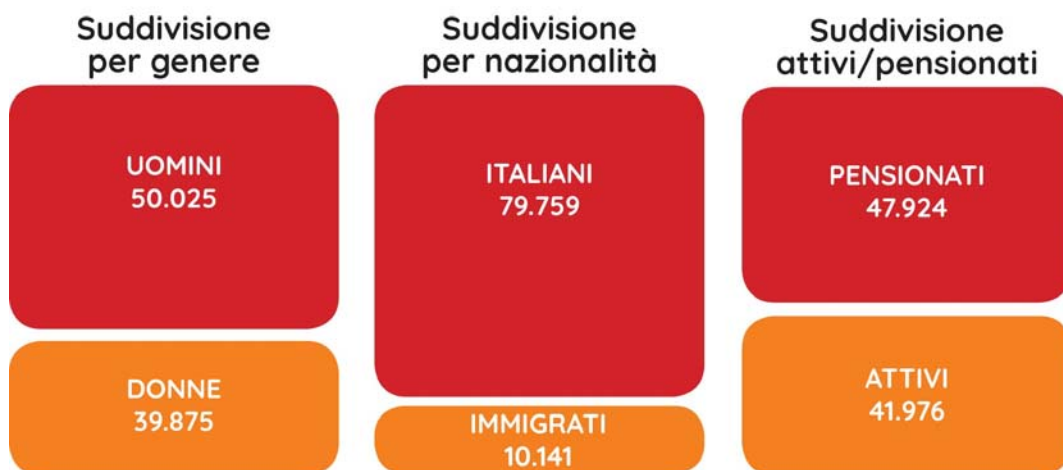 Suddivisione
per genere
UOMINI
50.025
DONNE
39.875
Suddivisione
per nazionalità
ITALIANI
79.759
IMMIGRATI
10.141
Suddivisione
attivi/pensionati
PENSIONATI
47.924
ATTIVI
41.976